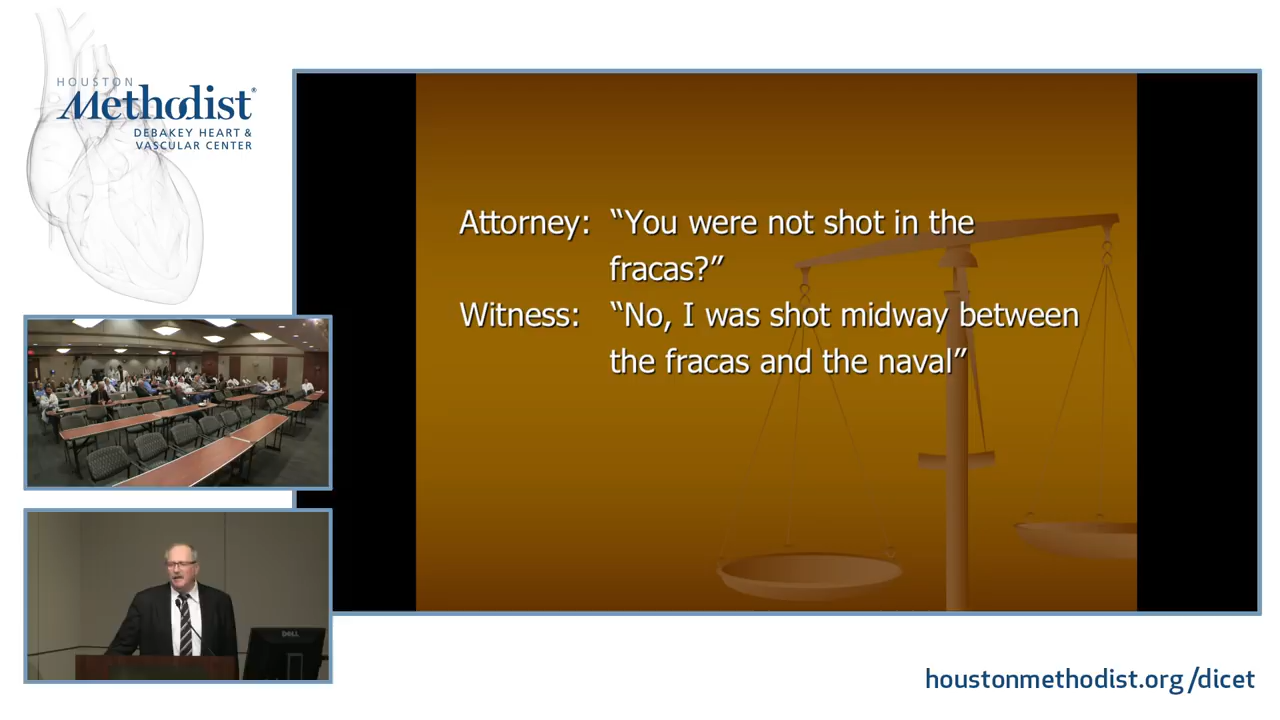 HOUSTON
Methodist®
DEBAKEY HEART &
VASCULAR CENTER
Attorney: “You were not shot in the
fracas?”
Witness: “No, I was shot midway between
the fracas and the naval”
DELL
houstonmethodist.org/dicet